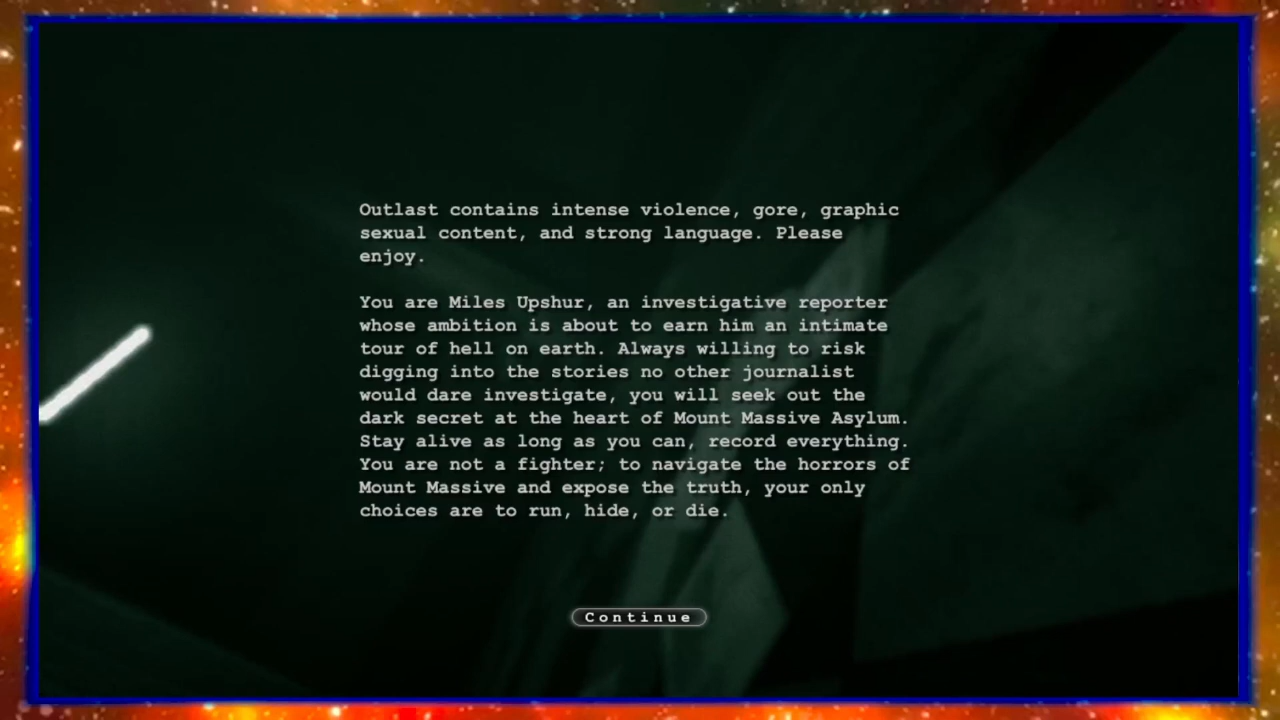 Outlast contains intense violence, gore, graphic
sexual content, and strong language. Please
enjoy.
You are Miles Upshur, an investigative reporter
whose ambition is about to earn him an intimate
tour of hell on earth. Always willing to risk
digging into the stories no other journalist
would dare investigate, you will seek out the
dark secret at the heart of Mount Massive Asylum.
Stay alive as long as you can, record everything.
You are not a fighter; to navigate the horrors of
Mount Massive and expose the truth, your only
choices are to run, hide, or die.
Continue